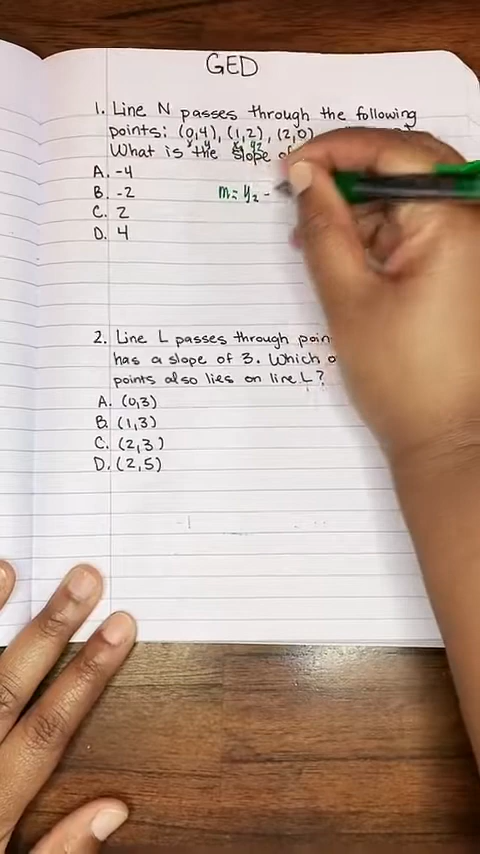 GED
1. Line N passes through the following
points: (0,4), (1,2), (2,0)
What is the slope of
A. -4
B. -2
C. 2
D. 4
m = y₂ -
2. Line L passes through poin
has a slope of 3. Which o
points also lies on line L?
A. (0,3)
B. (1,3)
C. (2,3)
D. (2,5)